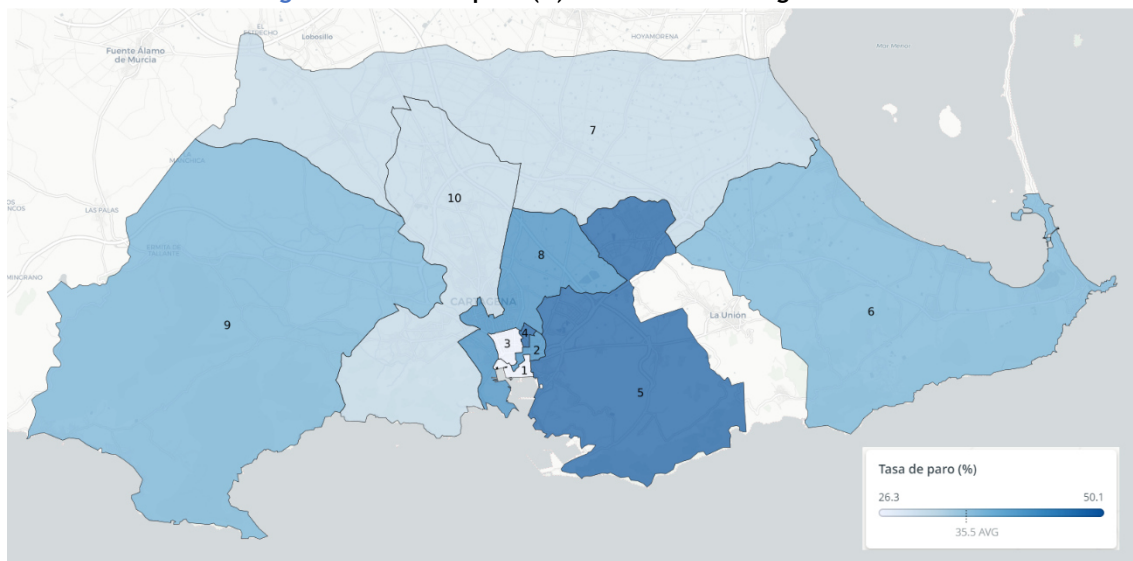 Fuente Álamo
de Murcia
Lobosillo
HOYAMORENA
Mar Menor
7
LAS PALAS
10
8
CARTAGENA
La Unión
9
6
4
3
2
1
5
Tasa de paro (%)
26.3 50.1
35.5 AVG